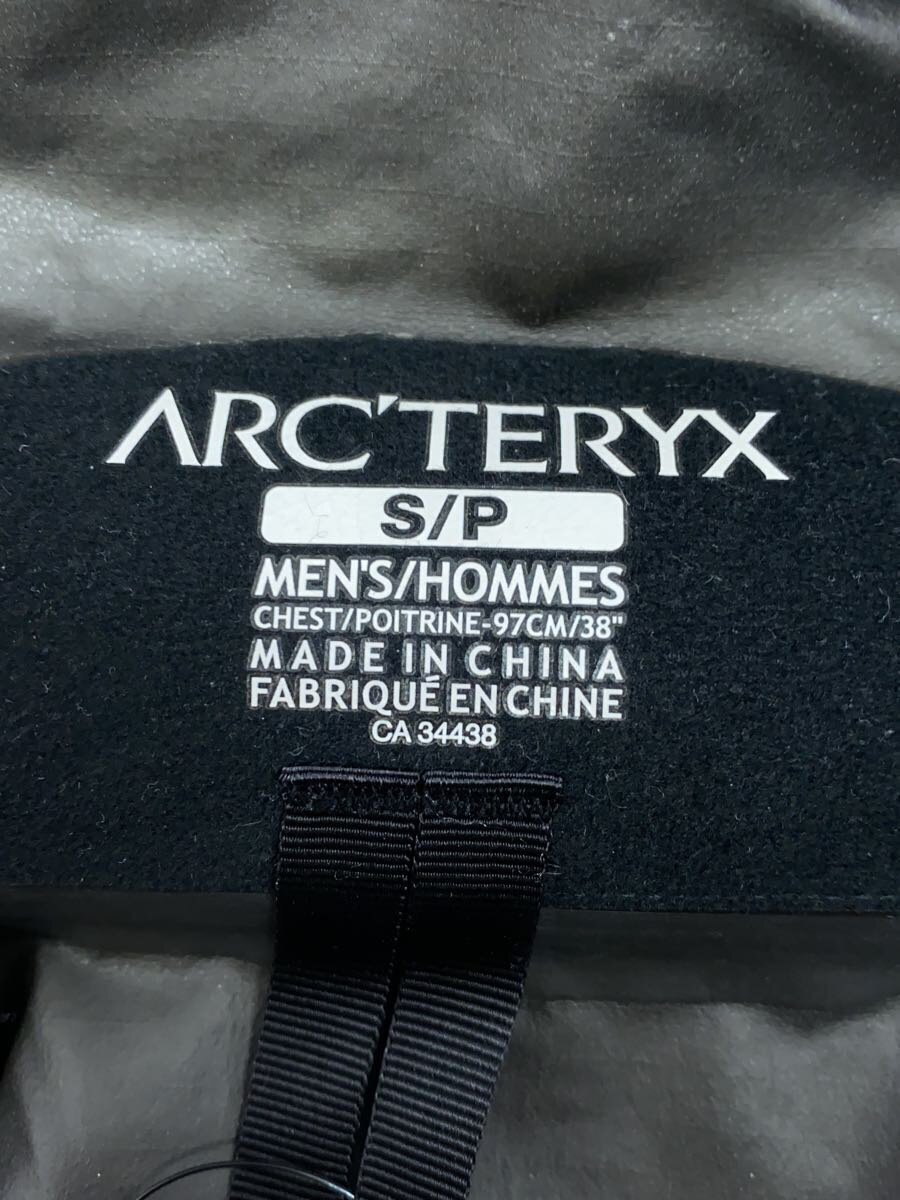 ARC'TERYX
S/P
MEN'S/HOMMES
CHEST/POITRINE-97CM/38"
MADE IN CHINA
FABRIQUÉ EN CHINE
CA 34438